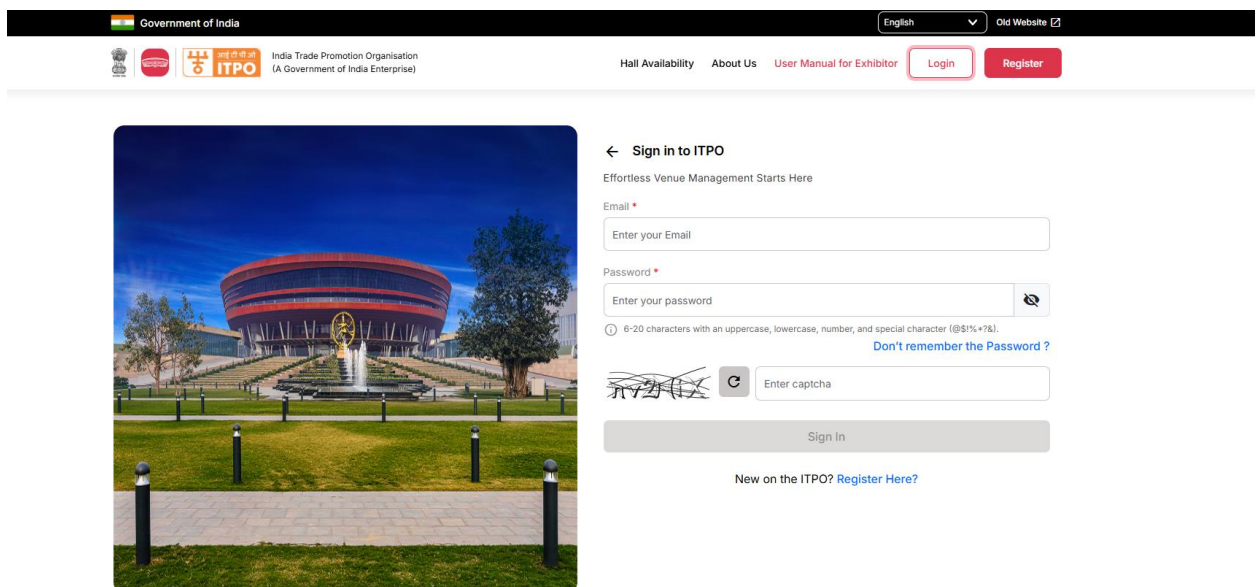 Government of India
English
Old Website
आई टी पी ओ
ITPO
India Trade Promotion Organisation
(A Government of India Enterprise)
Hall Availability
About Us
User Manual for Exhibitor
Login
Register
Sign in to ITPO
Effortless Venue Management Starts Here
Email *
Enter your Email
Password *
Enter your password
6-20 characters with an uppercase, lowercase, number, and special character (@$!%*?&).
Don't remember the Password ?
Enter captcha
Sign In
New on the ITPO? Register Here?